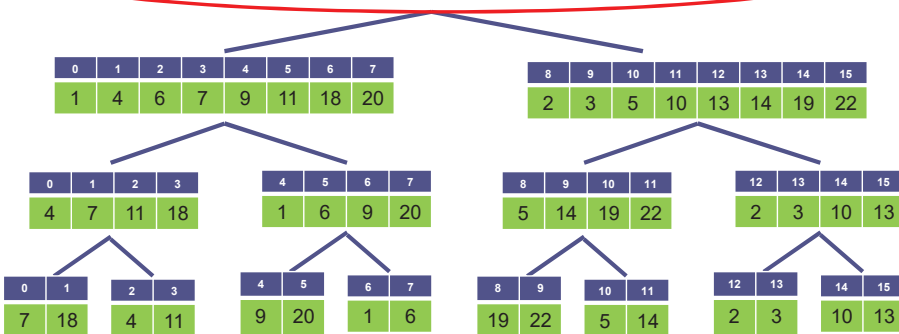 0 1 2 3 4 5 6 7
1 4 6 7 9 11 18 20
8 9 10 11 12 13 14 15
2 3 5 10 13 14 19 22
0 1 2 3
4 7 11 18
4 5 6 7
1 6 9 20
8 9 10 11
5 14 19 22
12 13 14 15
2 3 10 13
0 1
7 18
2 3
4 11
4 5
9 20
6 7
1 6
8 9
19 22
10 11
5 14
12 13
2 3
14 15
10 13